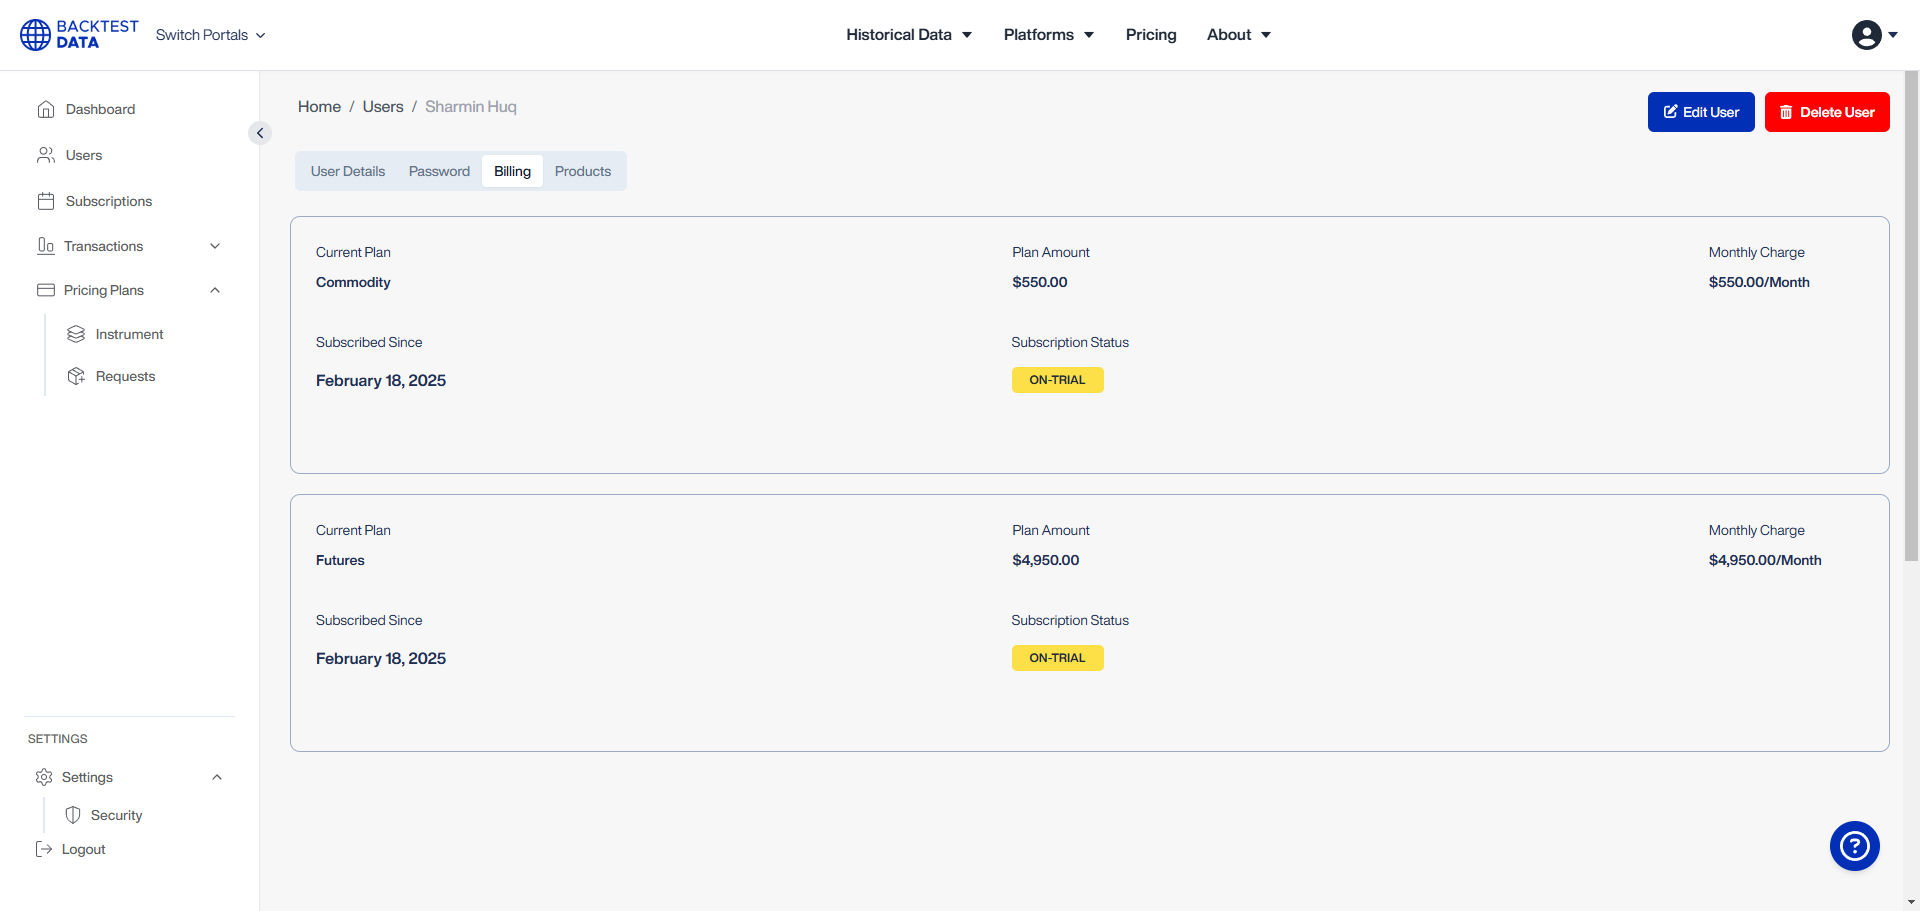 BACKTEST
DATA
Switch Portals
Historical Data
Platforms
Pricing
About
Dashboard
Users
Subscriptions
Transactions
Pricing Plans
Instrument
Requests
SETTINGS
Settings
Security
Logout
Home / Users / Sharmin Huq
Edit User
Delete User
User Details
Password
Billing
Products
Current Plan
Commodity
Plan Amount
$550.00
Monthly Charge
$550.00/Month
Subscribed Since
February 18, 2025
Subscription Status
ON-TRIAL
Current Plan
Futures
Plan Amount
$4,950.00
Monthly Charge
$4,950.00/Month
Subscribed Since
February 18, 2025
Subscription Status
ON-TRIAL
?